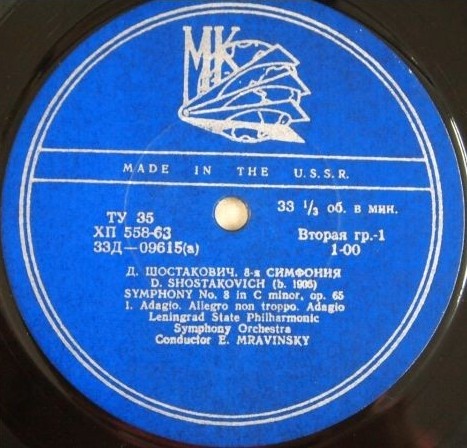 МК
MADE IN THE U.S.S.R.
ТУ 35
ХП 558-63
33Д—09615(а)
33 ⅓ об. в мин.
Вторая гр.-1
1-00
Д. ШОСТАКОВИЧ. 8-я СИМФОНИЯ
D. SHOSTAKOVICH (b. 1906)
SYMPHONY No. 8 in C minor, op. 65
1. Adagio. Allegro non troppo. Adagio
Leningrad State Philharmonic
Symphony Orchestra
Conductor E. MRAVINSKY